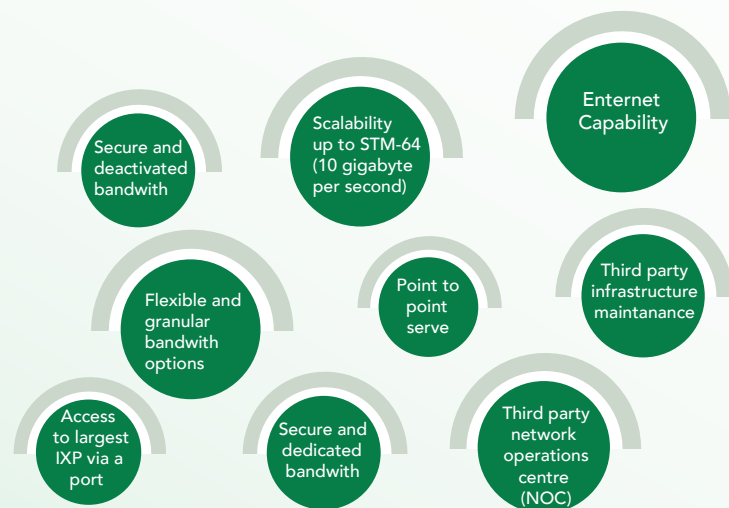 Secure and
deactivated
bandwith
Scalability
up to STM-64
(10 gigabyte
per second)
Enternet
Capability
Flexible and
granular
bandwith
options
Point to
point
serve
Third party
infrastructure
maintanance
Access
to largest
IXP via a
port
Secure and
dedicated
bandwith
Third party
network
operations
centre
(NOC)